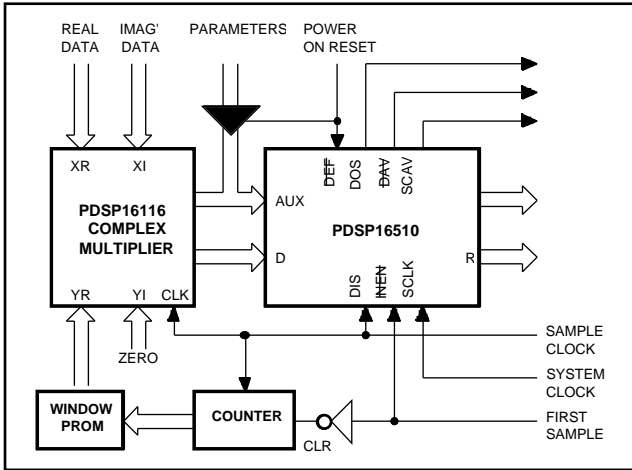 REAL DATA
IMAG' DATA
PARAMETERS
POWER ON RESET
XR
XI
DEF
DOS
DAV
SCAV
AUX
PDSP16116
COMPLEX
MULTIPLIER
PDSP16510
D
R
YR
YI
CLK
DIS
INEN
SCLK
ZERO
SAMPLE
CLOCK
SYSTEM
CLOCK
WINDOW
PROM
COUNTER
CLR
FIRST
SAMPLE